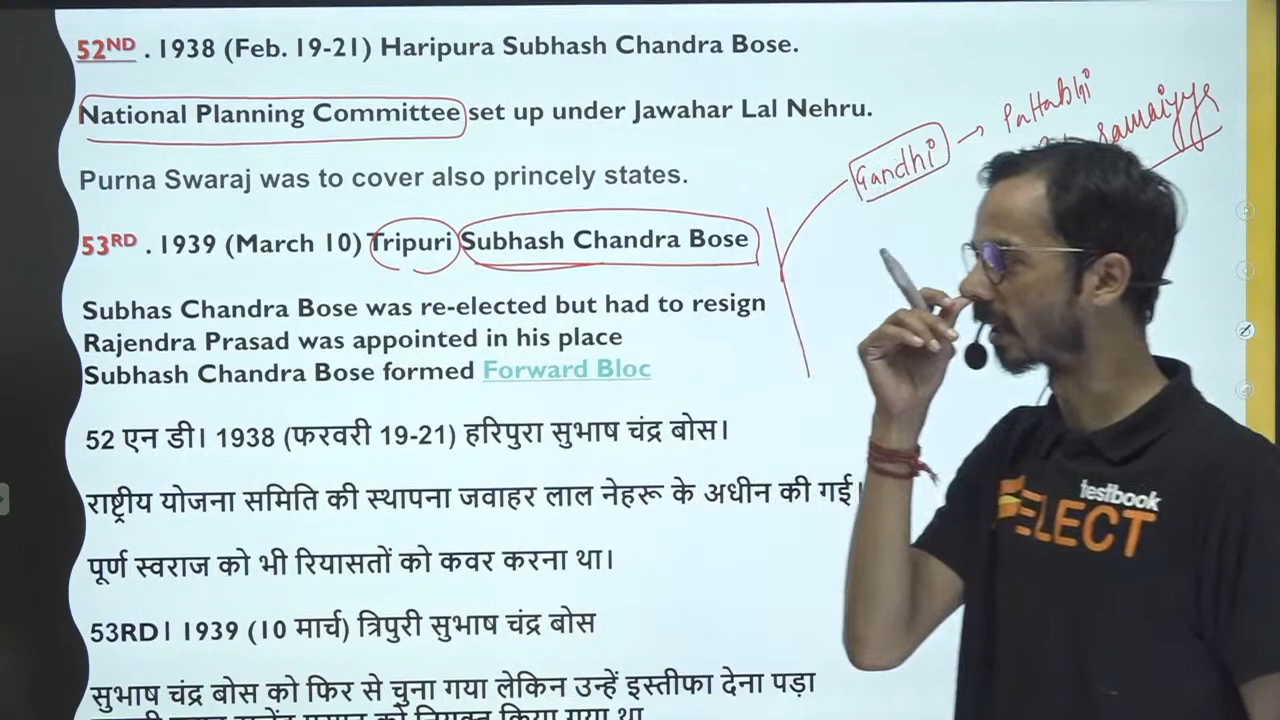 52ND . 1938 (Feb. 19-21) Haripura Subhash Chandra Bose.
National Planning Committee set up under Jawahar Lal Nehru.
Purna Swaraj was to cover also princely states.
53RD . 1939 (March 10) Tripuri Subhash Chandra Bose
Subhas Chandra Bose was re-elected but had to resign
Rajendra Prasad was appointed in his place
Subhash Chandra Bose formed Forward Bloc
52 एन डी। 1938 (फरवरी 19-21) हरिपुरा सुभाष चंद्र बोस।
राष्ट्रीय योजना समिति की स्थापना जवाहर लाल नेहरू के अधीन की गई।
पूर्ण स्वराज को भी रियासतों को कवर करना था।
53RD। 1939 (10 मार्च) त्रिपुरी सुभाष चंद्र बोस
सुभाष चंद्र बोस को फिर से चुना गया लेकिन उन्हें इस्तीफा देना पड़ा
Gandhi → Pattabhi
testbook
SELECT